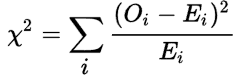 χ² = ∑ᵢ (Oᵢ − Eᵢ)² / Eᵢ